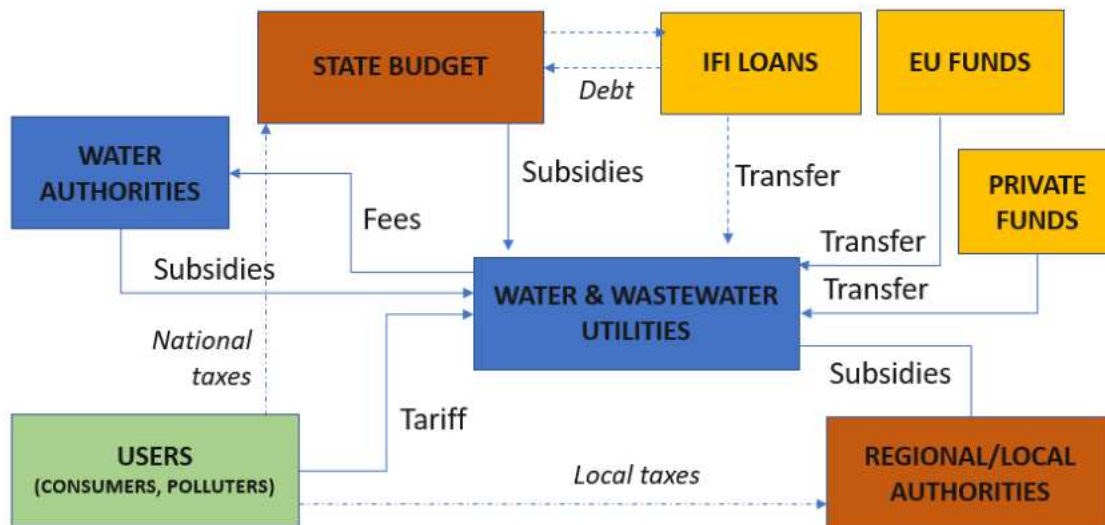 STATE BUDGET
IFI LOANS
EU FUNDS
Debt
WATER
AUTHORITIES
Subsidies
Transfer
PRIVATE
FUNDS
Fees
Transfer
Subsidies
WATER & WASTEWATER
UTILITIES
Transfer
National
taxes
Subsidies
Tariff
USERS
(CONSUMERS, POLLUTERS)
Local taxes
REGIONAL/LOCAL
AUTHORITIES